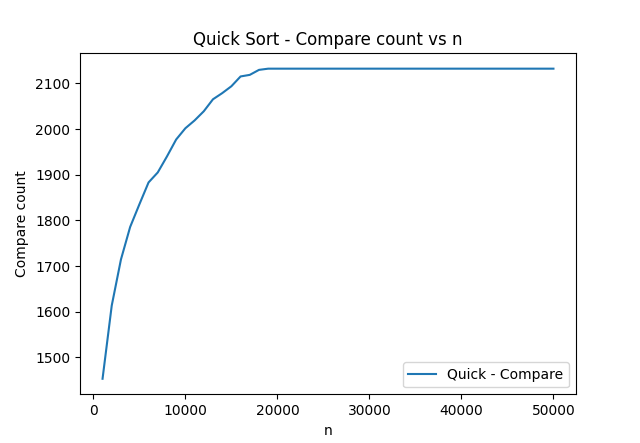 Quick Sort - Compare count vs n
2100
2000
1900
1800
1700
1600
1500
Compare count
0 10000 20000 30000 40000 50000
n
Quick - Compare